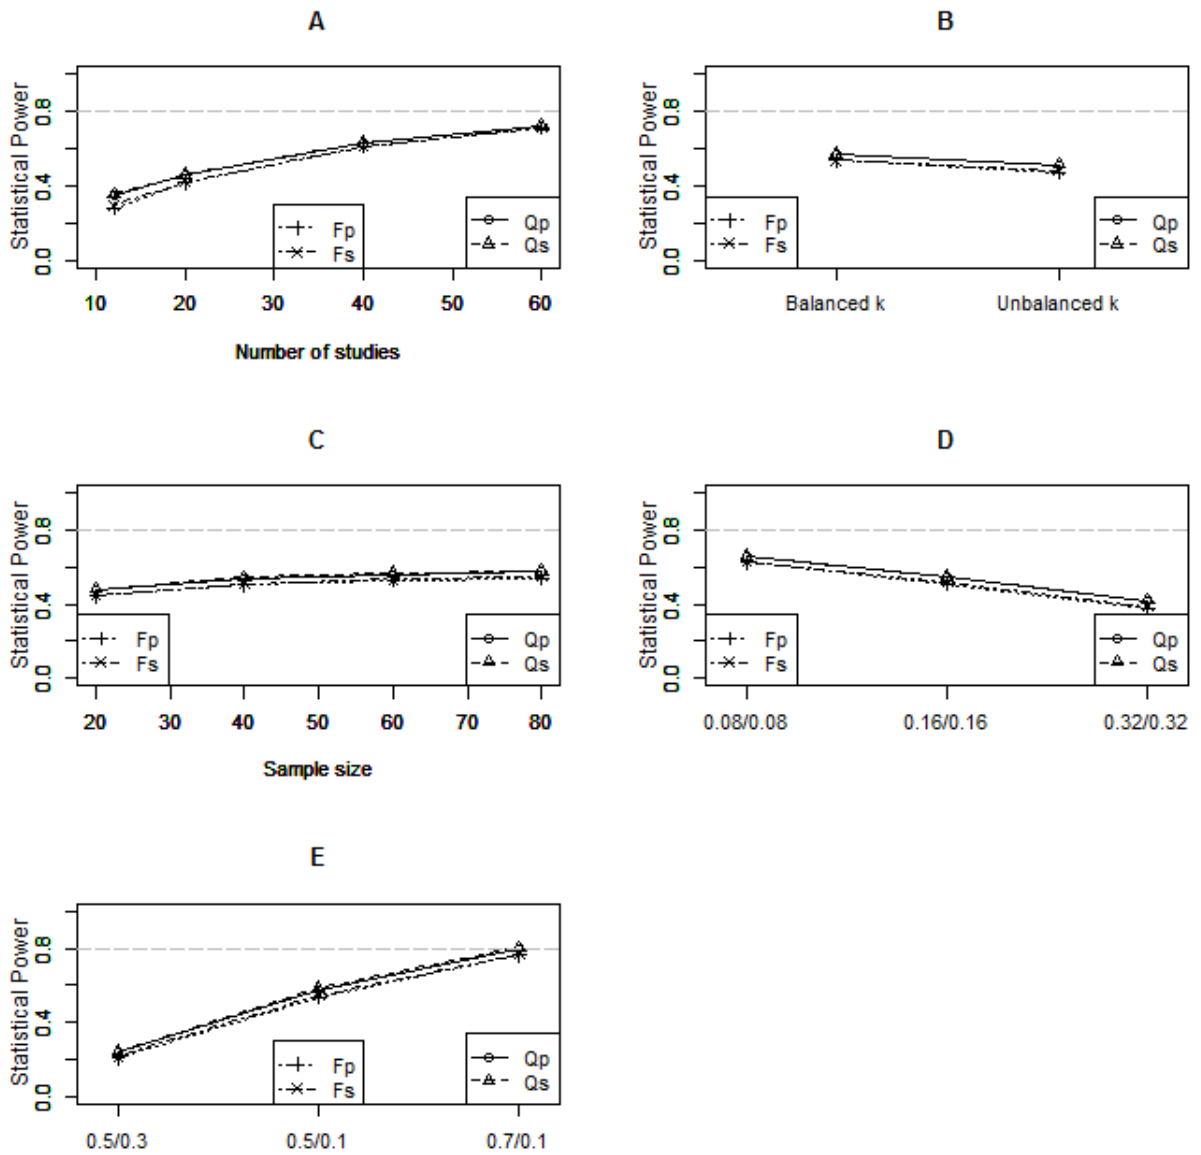 A
Statistical Power
0.8
0.4
0.0
Fp
Fs
Qp
Qs
10 20 30 40 50 60
Number of studies
B
Statistical Power
0.8
0.4
0.0
Fp
Fs
Qp
Qs
Balanced k Unbalanced k
C
Statistical Power
0.8
0.4
0.0
Fp
Fs
Qp
Qs
20 30 40 50 60 70 80
Sample size
D
Statistical Power
0.8
0.4
0.0
Fp
Fs
Qp
Qs
0.08/0.08 0.16/0.16 0.32/0.32
E
Statistical Power
0.8
0.4
0.0
Fp
Fs
Qp
Qs
0.5/0.3 0.5/0.1 0.7/0.1